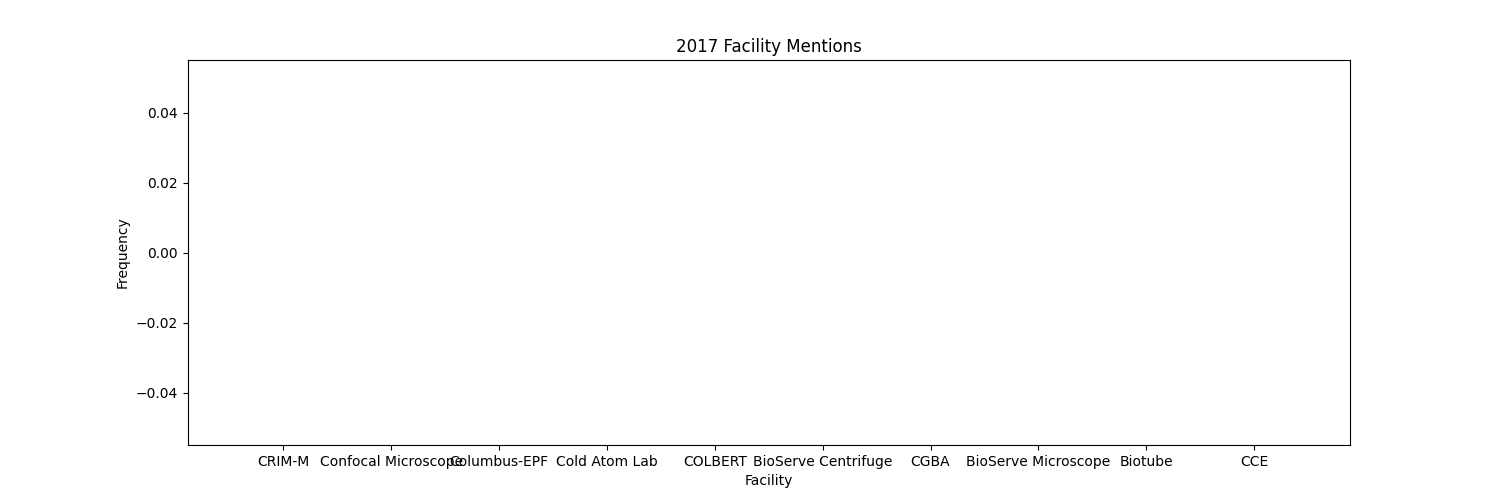 2017 Facility Mentions
Frequency
0.04
0.02
0.00
−0.02
−0.04
CRIM-M Confocal Microscope Columbus-EPF Cold Atom Lab COLBERT BioServe Centrifuge CGBA BioServe Microscope Biotube CCE
Facility